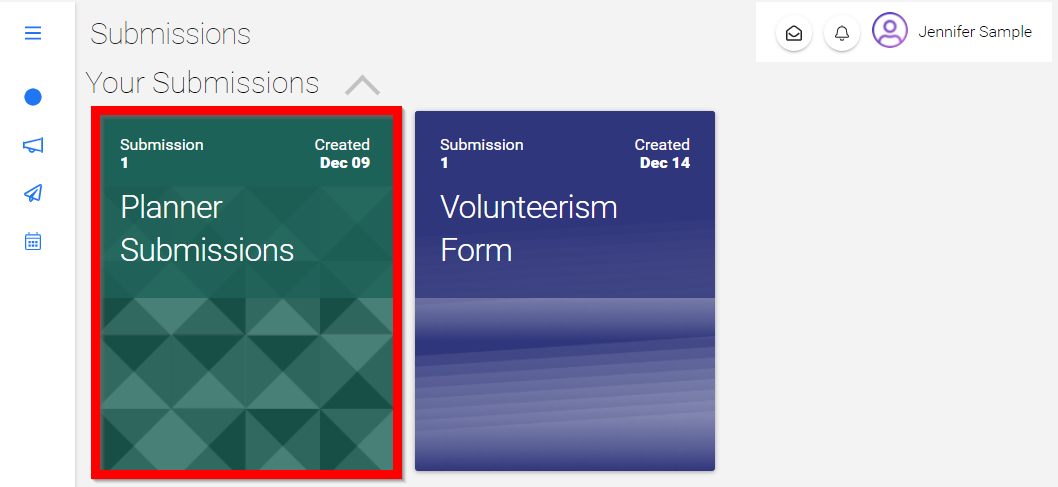 Submissions
Jennifer Sample
Your Submissions
Submission
1
Created
Dec 09
Planner
Submissions
Submission
1
Created
Dec 14
Volunteerism
Form